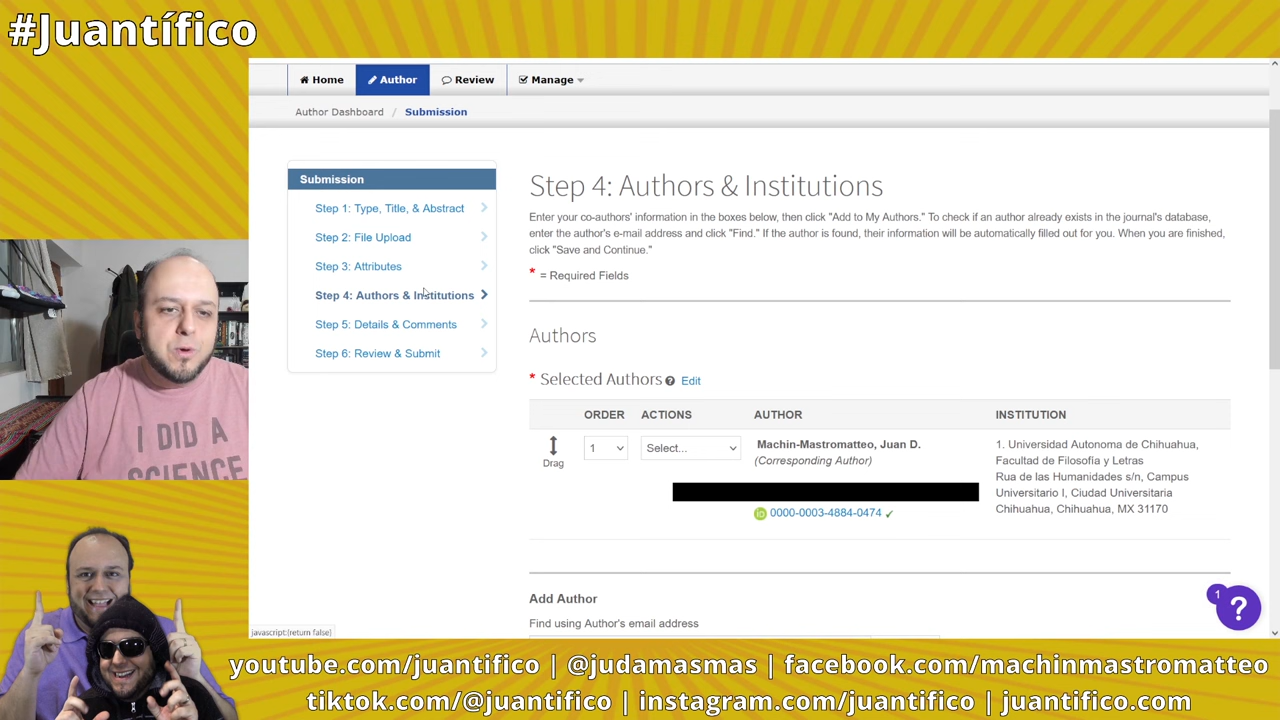 #Juantífico
Home
Author
Review
Manage
Author Dashboard / Submission
Submission
Step 1: Type, Title, & Abstract
Step 2: File Upload
Step 3: Attributes
Step 4: Authors & Institutions
Step 5: Details & Comments
Step 6: Review & Submit
Step 4: Authors & Institutions
Enter your co-authors' information in the boxes below, then click "Add to My Authors." To check if an author already exists in the journal's database,
enter the author's e-mail address and click "Find." If the author is found, their information will be automatically filled out for you. When you are finished,
click "Save and Continue."
* = Required Fields
Authors
* Selected Authors ? Edit
ORDER ACTIONS AUTHOR INSTITUTION
Drag
1
Select...
Machin-Mastromatteo, Juan D.
(Corresponding Author)
iD 0000-0003-4884-0474 ✓
1. Universidad Autonoma de Chihuahua,
Facultad de Filosofía y Letras
Rua de las Humanidades s/n, Campus
Universitario I, Ciudad Universitaria
Chihuahua, Chihuahua, MX 31170
Add Author
Find using Author's email address
1
?
javascript:(return false)
I DID A
SCIENCE
youtube.com/juantifico | @judamasmas | facebook.com/machinmastromatteo
tiktok.com/@juantifico | instagram.com/juantifico | juantifico.com